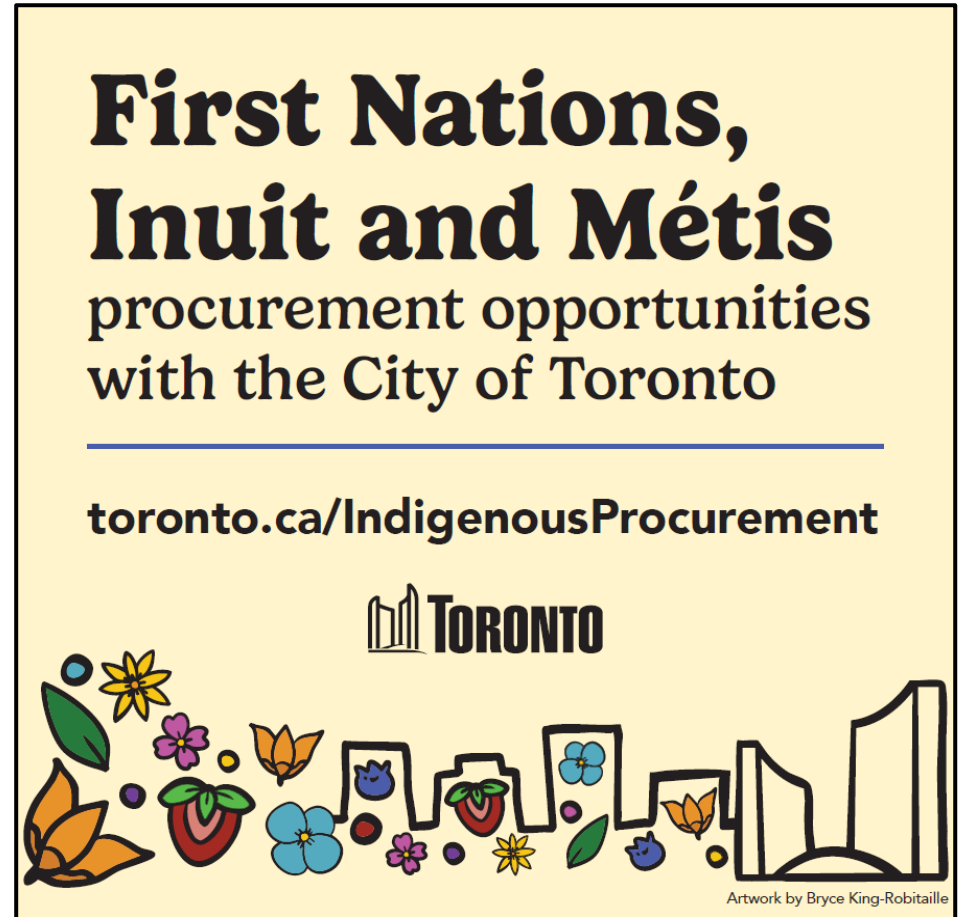 First Nations,
Inuit and Métis
procurement opportunities
with the City of Toronto
toronto.ca/IndigenousProcurement
TORONTO
Artwork by Bryce King-Robitaille